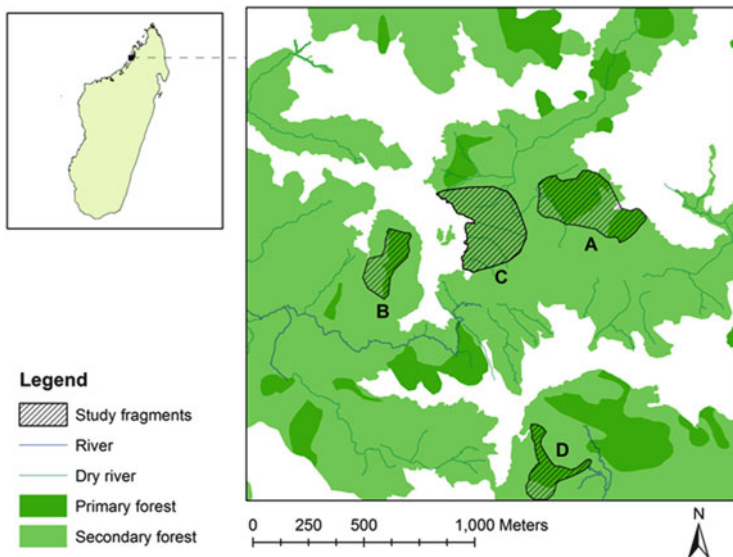 A
C
B
D
Legend
Study fragments
River
Dry river
Primary forest
Secondary forest
0 250 500 1,000 Meters
N